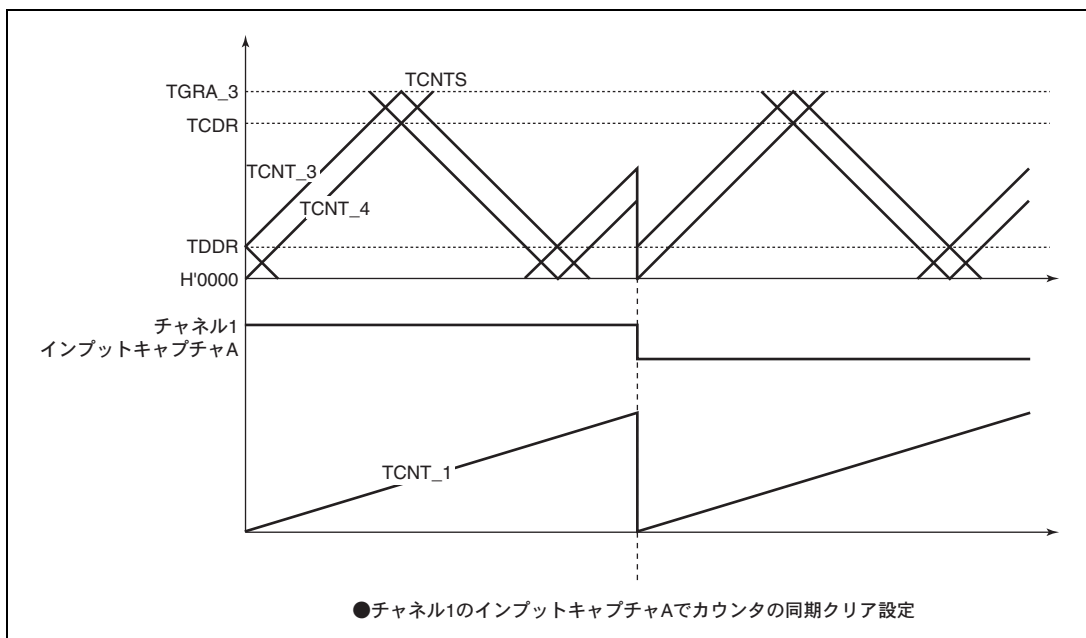 TCNTS
TGRA_3
TCDR
TCNT_3
TCNT_4
TDDR
H'0000
チャネル1
インプットキャプチャA
TCNT_1
●チャネル1のインプットキャプチャAでカウンタの同期クリア設定